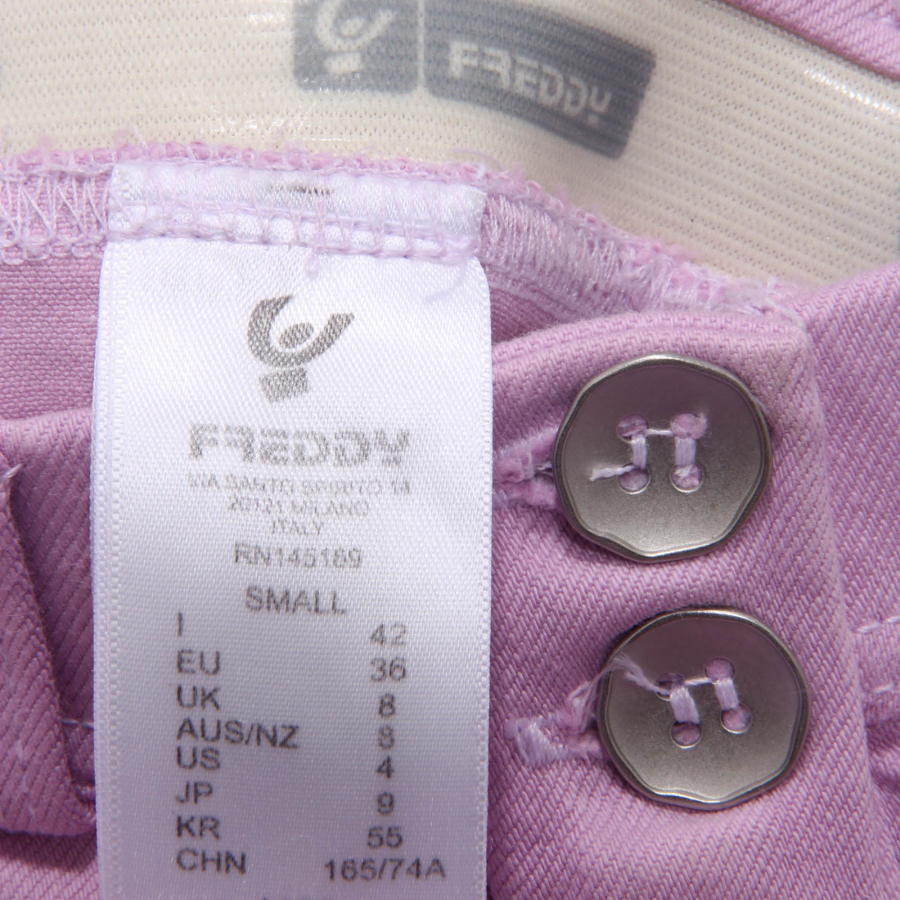 FREDDY
FREDDY
VIA SANTO SPIRITO 14
20121 MILANO
ITALY
RN145169
SMALL
I 42
EU 36
UK 8
AUS/NZ 8
US 4
JP 9
KR 55
CHN 165/74A